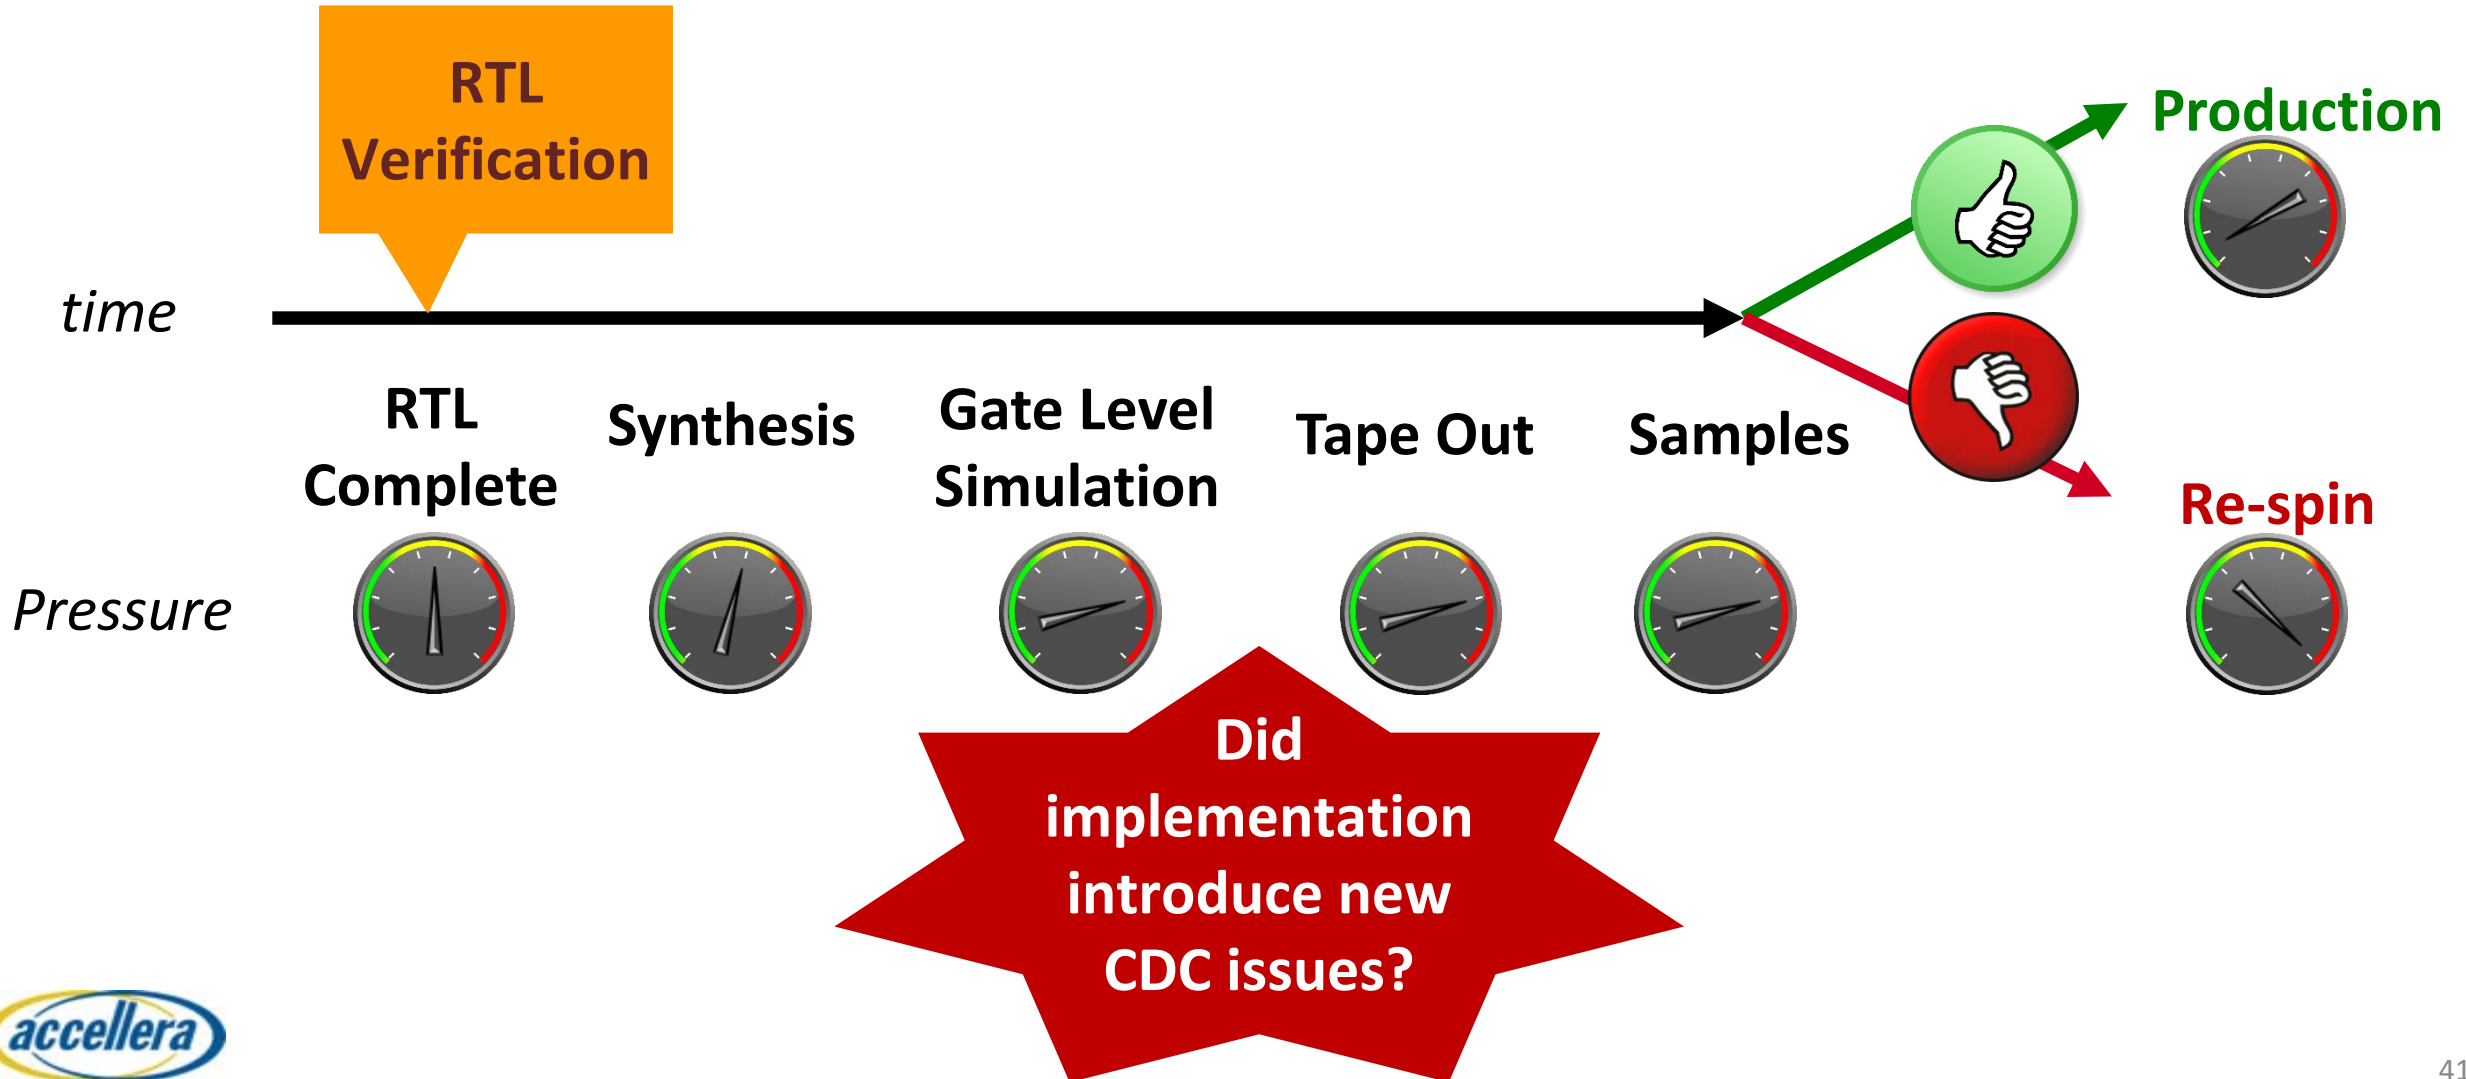 RTL
Verification
Production
time
RTL
Complete
Synthesis
Gate Level
Simulation
Tape Out
Samples
Re-spin
Pressure
Did
implementation
introduce new
CDC issues?
accellera
41